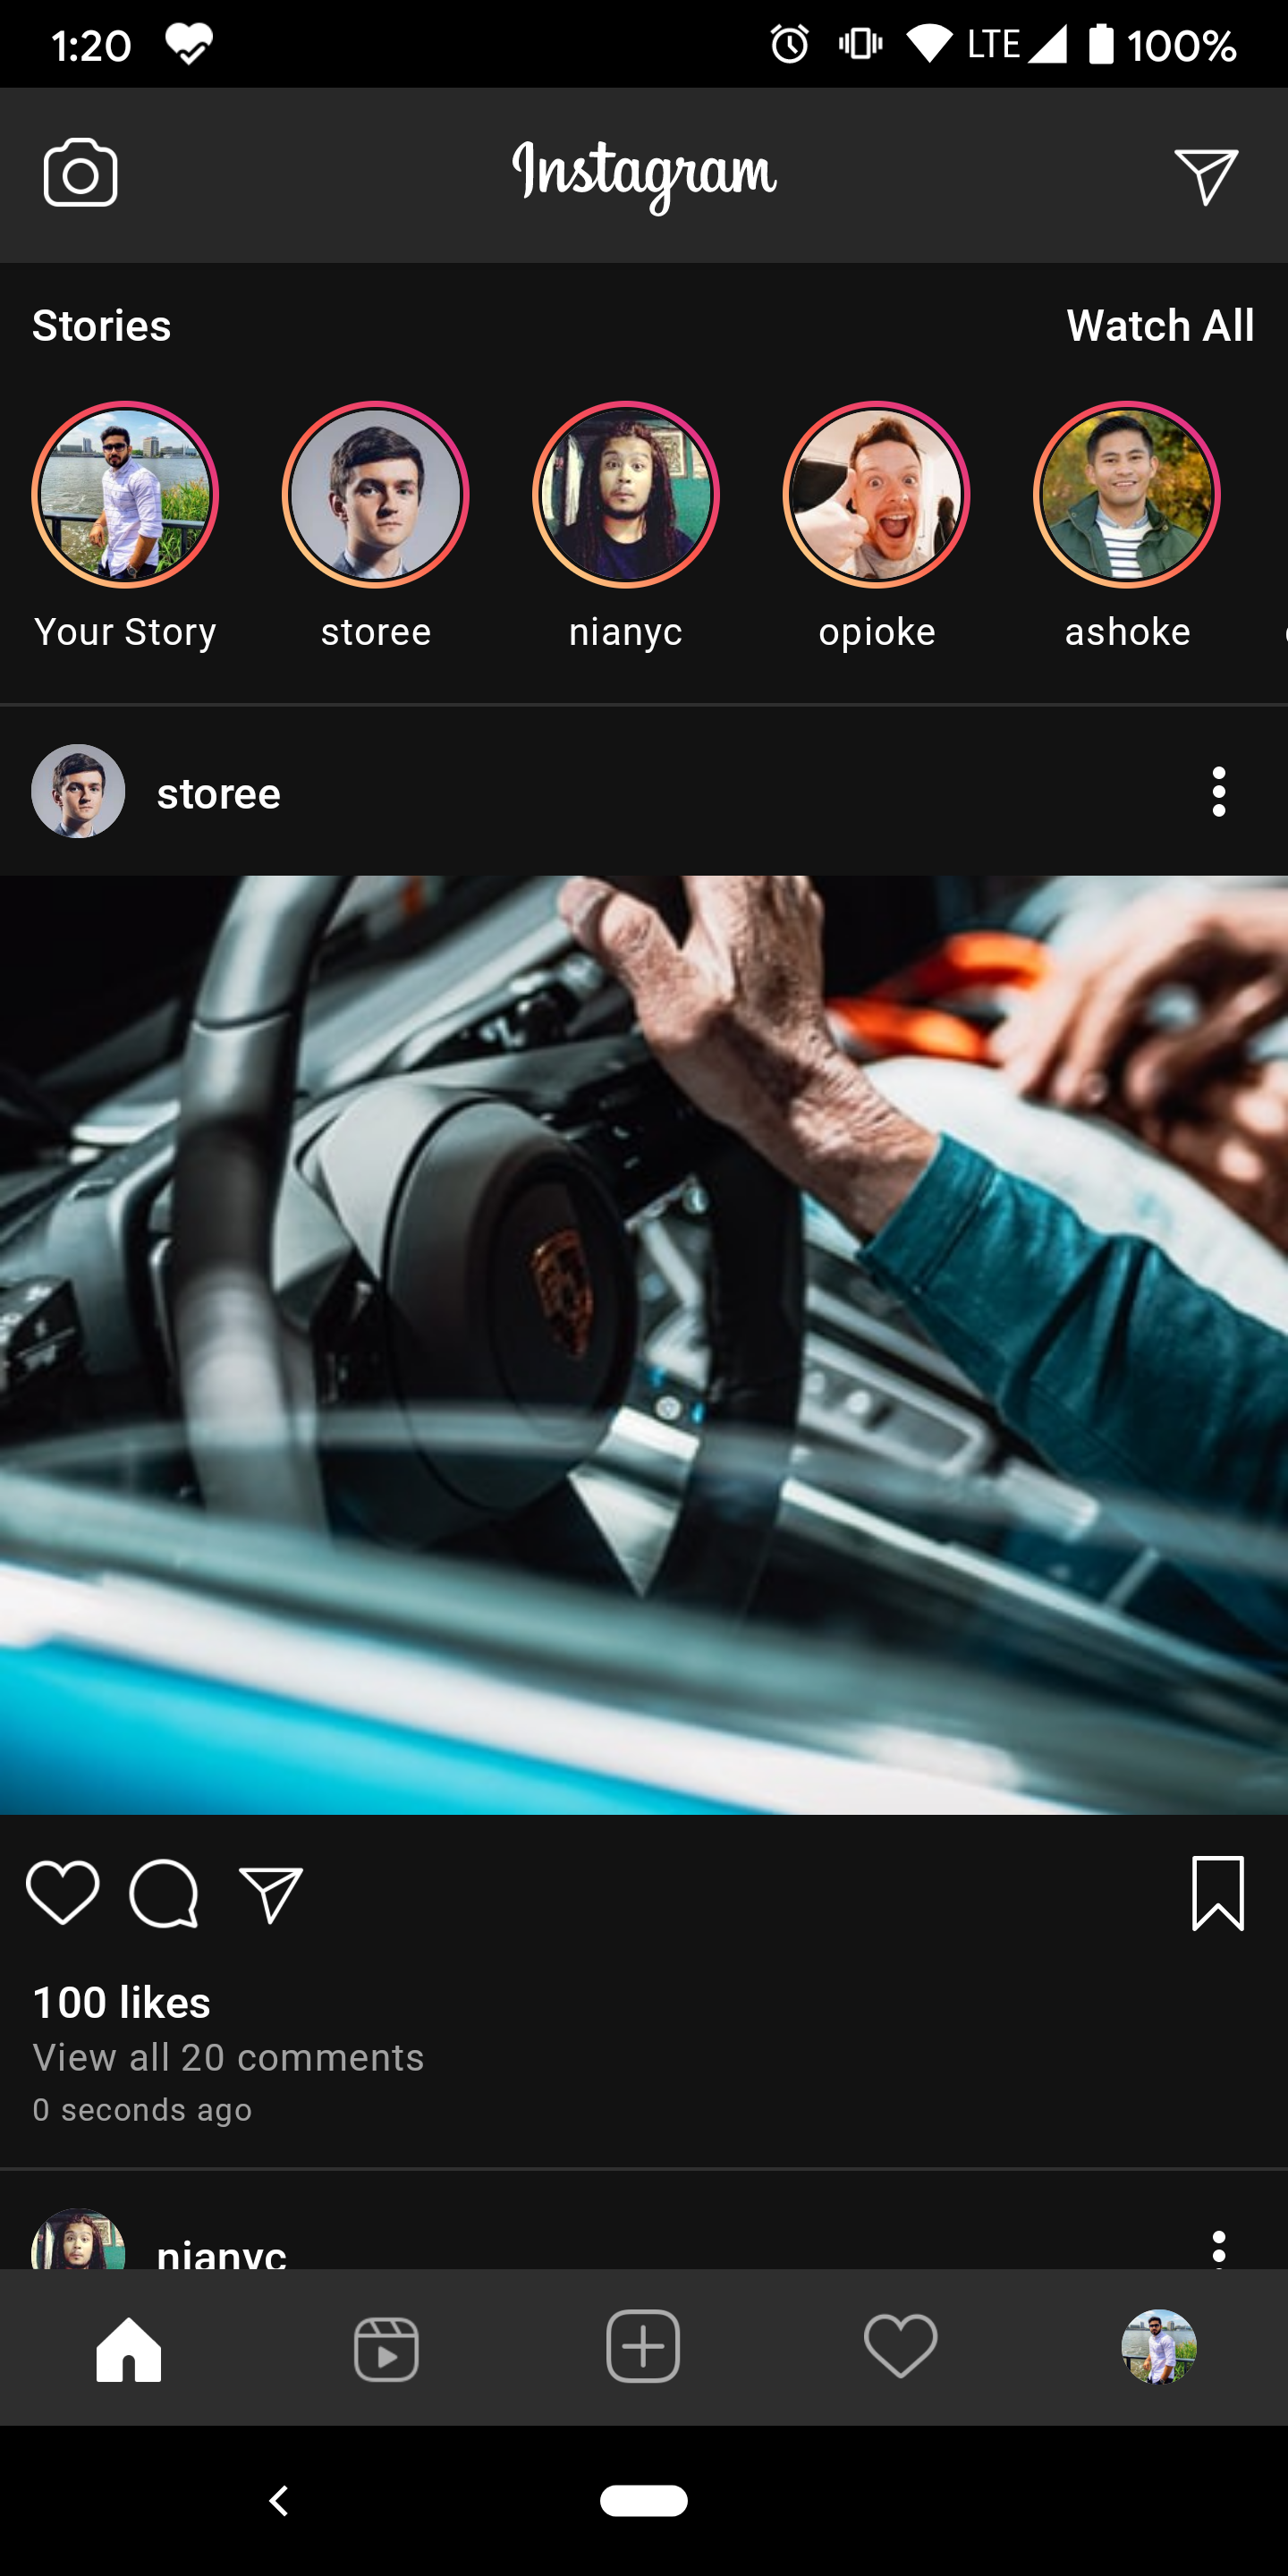 1:20 LTE 100%
Instagram
Stories Watch All
Your Story storee nianyc opioke ashoke
storee
100 likes
View all 20 comments
0 seconds ago
nianyc